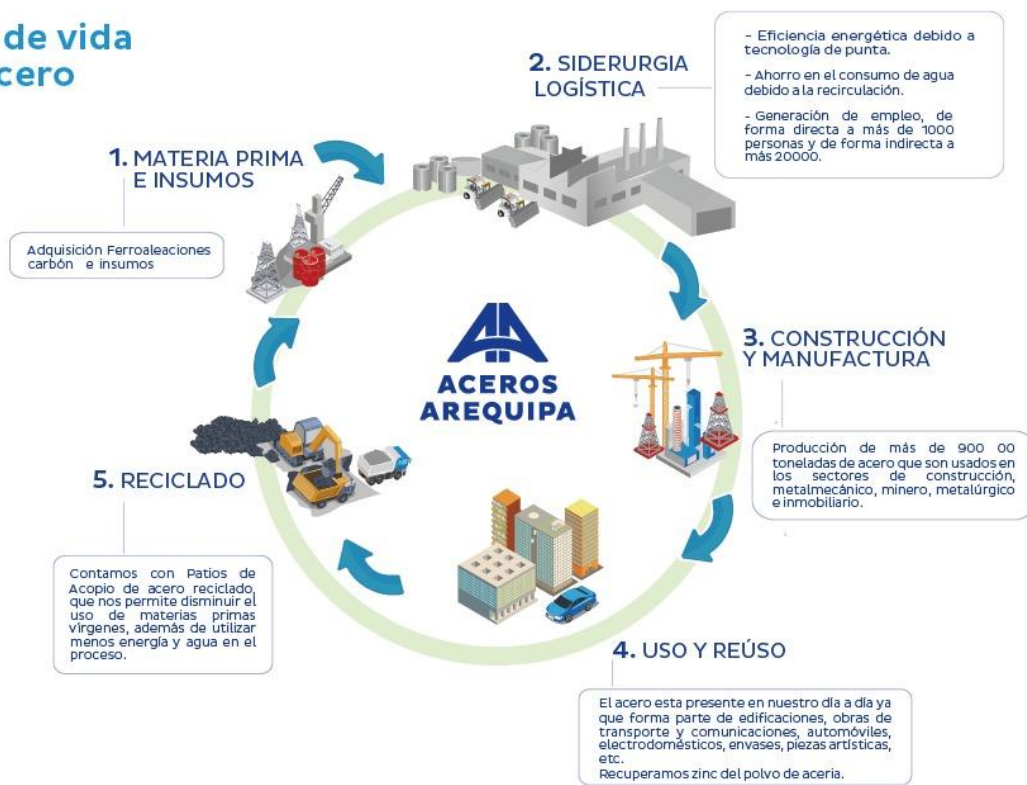 de vida
cero
1. MATERIA PRIMA
E INSUMOS
Adquisición Ferroaleaciones
carbón e insumos
2. SIDERURGIA
LOGÍSTICA
- Eficiencia energética debido a
tecnología de punta.
- Ahorro en el consumo de agua
debido a la recirculación.
- Generación de empleo, de
forma directa a más de 1000
personas y de forma indirecta a
más 20000.
3. CONSTRUCCIÓN
Y MANUFACTURA
Producción de más de 900 00
toneladas de acero que son usados en
los sectores de construcción,
metalmecánico, minero, metalúrgico
e inmobiliario.
ACEROS
AREQUIPA
5. RECICLADO
Contamos con Patios de
Acopio de acero reciclado,
que nos permite disminuir el
uso de materias primas
vírgenes, además de utilizar
menos energía y agua en el
proceso.
4. USO Y REÚSO
El acero esta presente en nuestro día a día ya
que forma parte de edificaciones, obras de
transporte y comunicaciones, automóviles,
electrodomésticos, envases, piezas artísticas,
etc.
Recuperamos zinc del polvo de aceria.